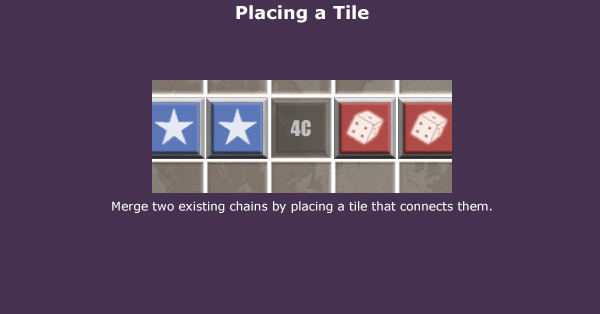 Placing a Tile
4C
Merge two existing chains by placing a tile that connects them.